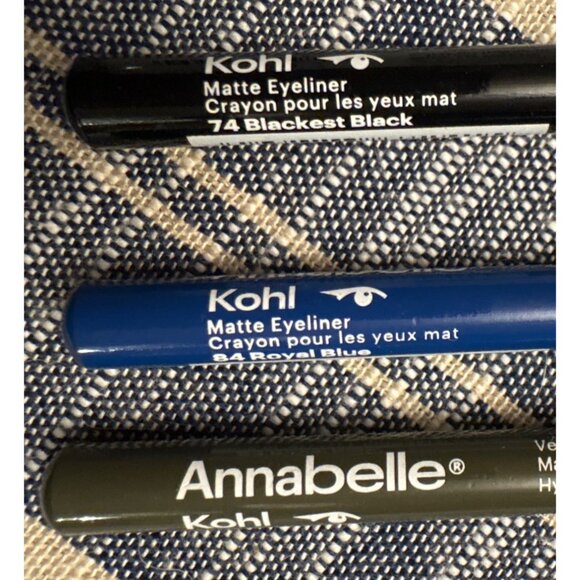 Kohl
Matte Eyeliner
Crayon pour les yeux mat
74 Blackest Black
Kohl
Matte Eyeliner
Crayon pour les yeux mat
84 Royal Blue
Annabelle®
Kohl